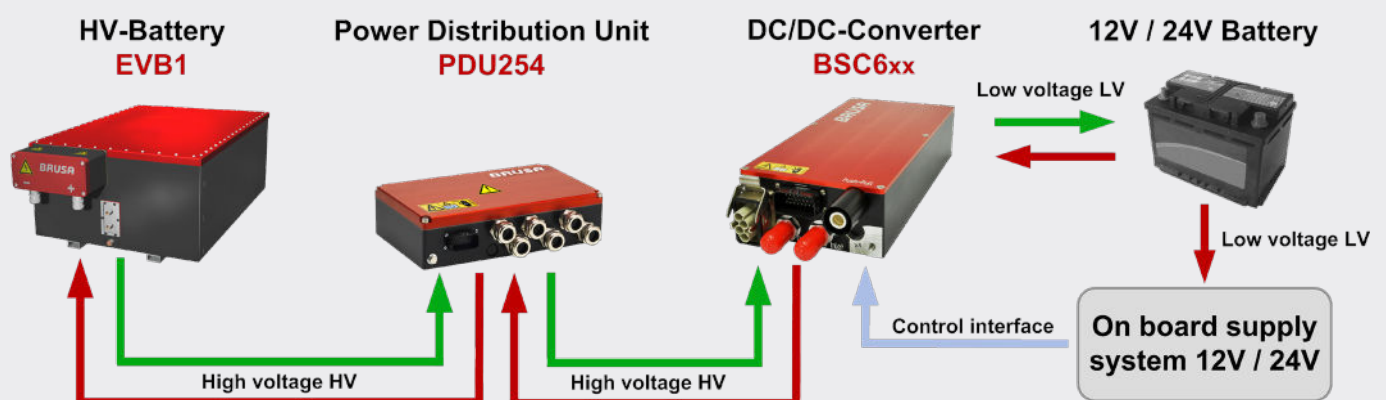 HV-Battery
EVB1
Power Distribution Unit
PDU254
DC/DC-Converter
BSC6xx
12V / 24V Battery
Low voltage LV
BRUSA
BRUSA
BRUSA
Low voltage LV
Control interface
On board supply
system 12V / 24V
High voltage HV
High voltage HV